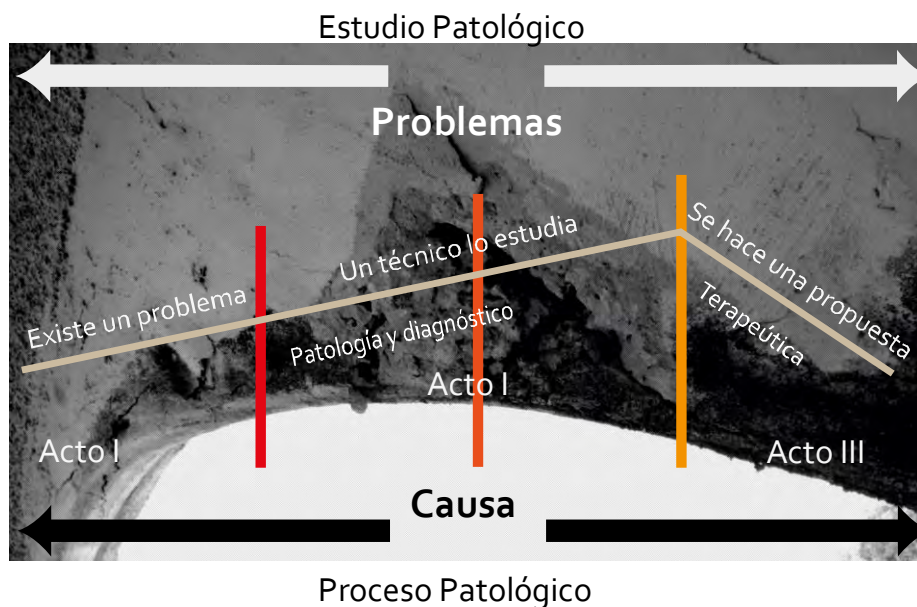 Estudio Patológico
Problemas
Existe un problema
Un técnico lo estudia
Se hace una propuesta
Patología y diagnóstico
Terapeútica
Acto I
Acto I
Acto III
Causa
Proceso Patológico